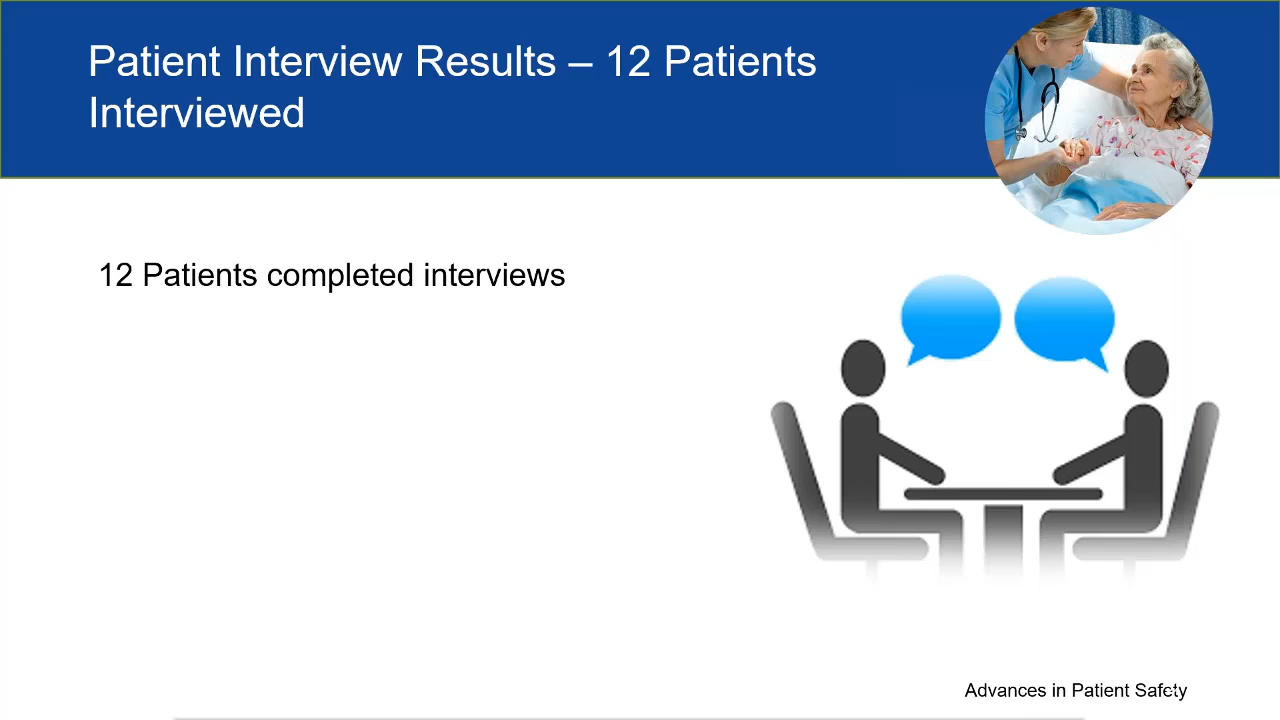 Patient Interview Results – 12 Patients
Interviewed
12 Patients completed interviews
Advances in Patient Safety